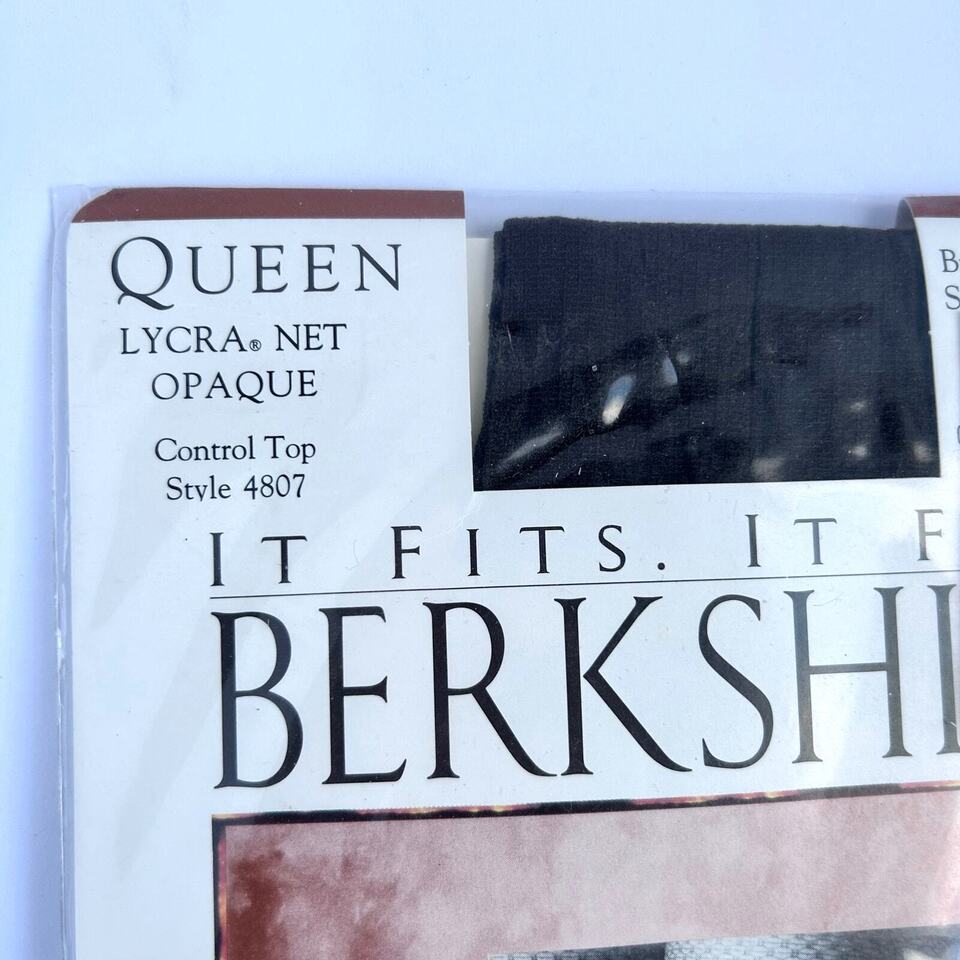 QUEEN
LYCRA® NET
OPAQUE
Control Top
Style 4807
IT FITS. IT F
BERKSHI
B
S